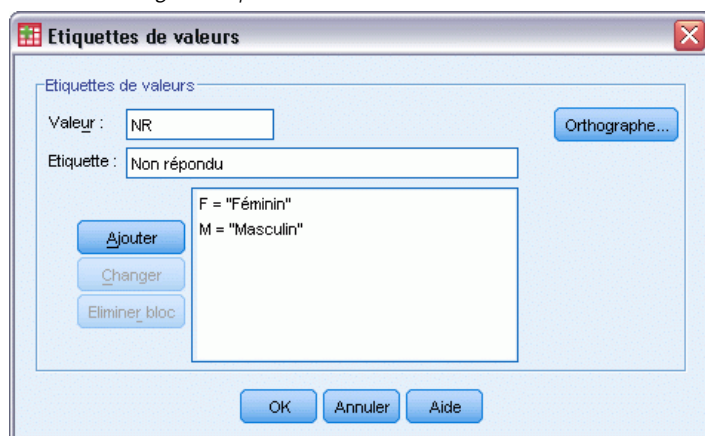 Etiquettes de valeurs
Etiquettes de valeurs
Valeur : NR
Orthographe...
Etiquette : Non répondu
F = "Féminin"
M = "Masculin"
Ajouter
Changer
Eliminer bloc
OK Annuler Aide